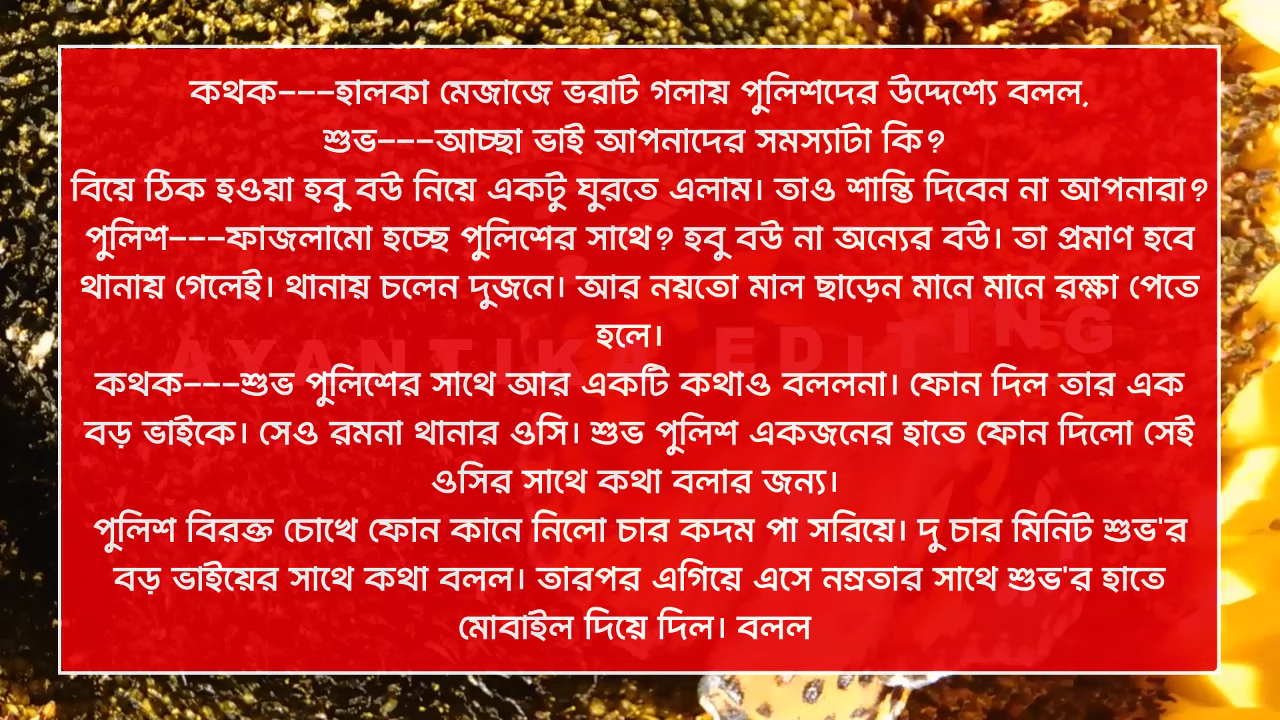 কথক---হালকা মেজাজে ভরাট গলায় পুলিশদের উদ্দেশ্যে বলল,
শুভ---আচ্ছা ভাই আপনাদের সমস্যাটা কি?
বিয়ে ঠিক হওয়া হবু বউ নিয়ে একটু ঘুরতে এলাম। তাও শান্তি দিবেন না আপনারা?
পুলিশ---ফাজলামো হচ্ছে পুলিশের সাথে? হবু বউ না অন্যের বউ। তা প্রমাণ হবে
থানায় গেলেই। থানায় চলেন দুজনে। আর নয়তো মাল ছাড়েন মানে মানে রক্ষা পেতে
হলে।
AYANTIKA EDITING
কথক---শুভ পুলিশের সাথে আর একটি কথাও বললনা। ফোন দিল তার এক
বড় ভাইকে। সেও রমনা থানার ওসি। শুভ পুলিশ একজনের হাতে ফোন দিলো সেই
ওসির সাথে কথা বলার জন্য।
পুলিশ বিরক্ত চোখে ফোন কানে নিলো চার কদম পা সরিয়ে। দু চার মিনিট শুভ'র
বড় ভাইয়ের সাথে কথা বলল। তারপর এগিয়ে এসে নম্রতার সাথে শুভ'র হাতে
মোবাইল দিয়ে দিল। বলল